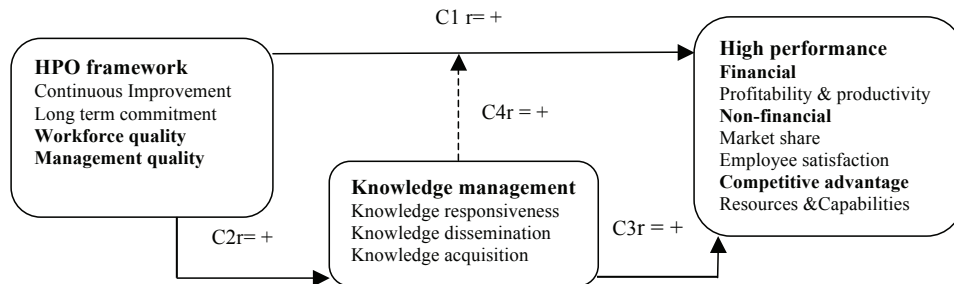 C1 r= +
HPO framework
Continuous Improvement
Long term commitment
Workforce quality
Management quality
High performance
Financial
Profitability & productivity
Non-financial
Market share
Employee satisfaction
Competitive advantage
Resources &Capabilities
C4r = +
Knowledge management
Knowledge responsiveness
Knowledge dissemination
Knowledge acquisition
C2r= +
C3r = +